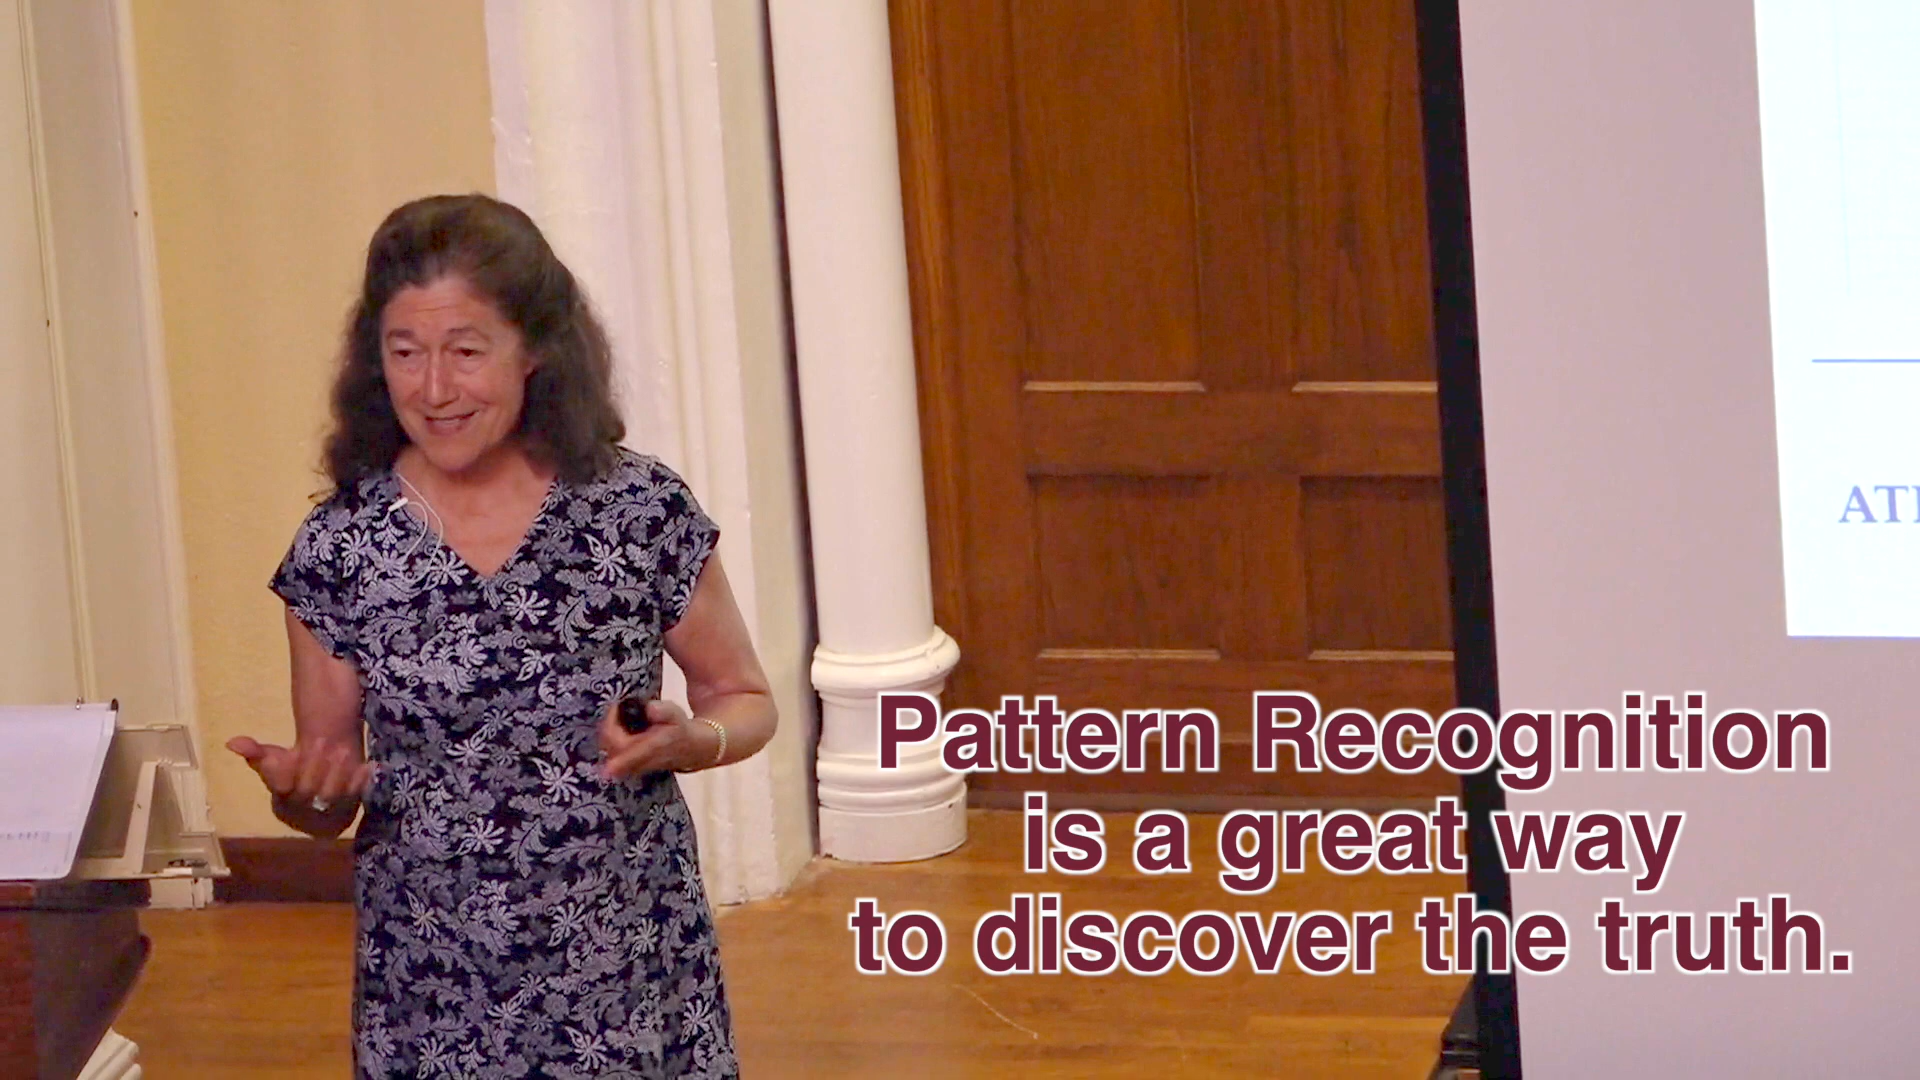 Pattern Recognition
is a great way
to discover the truth.